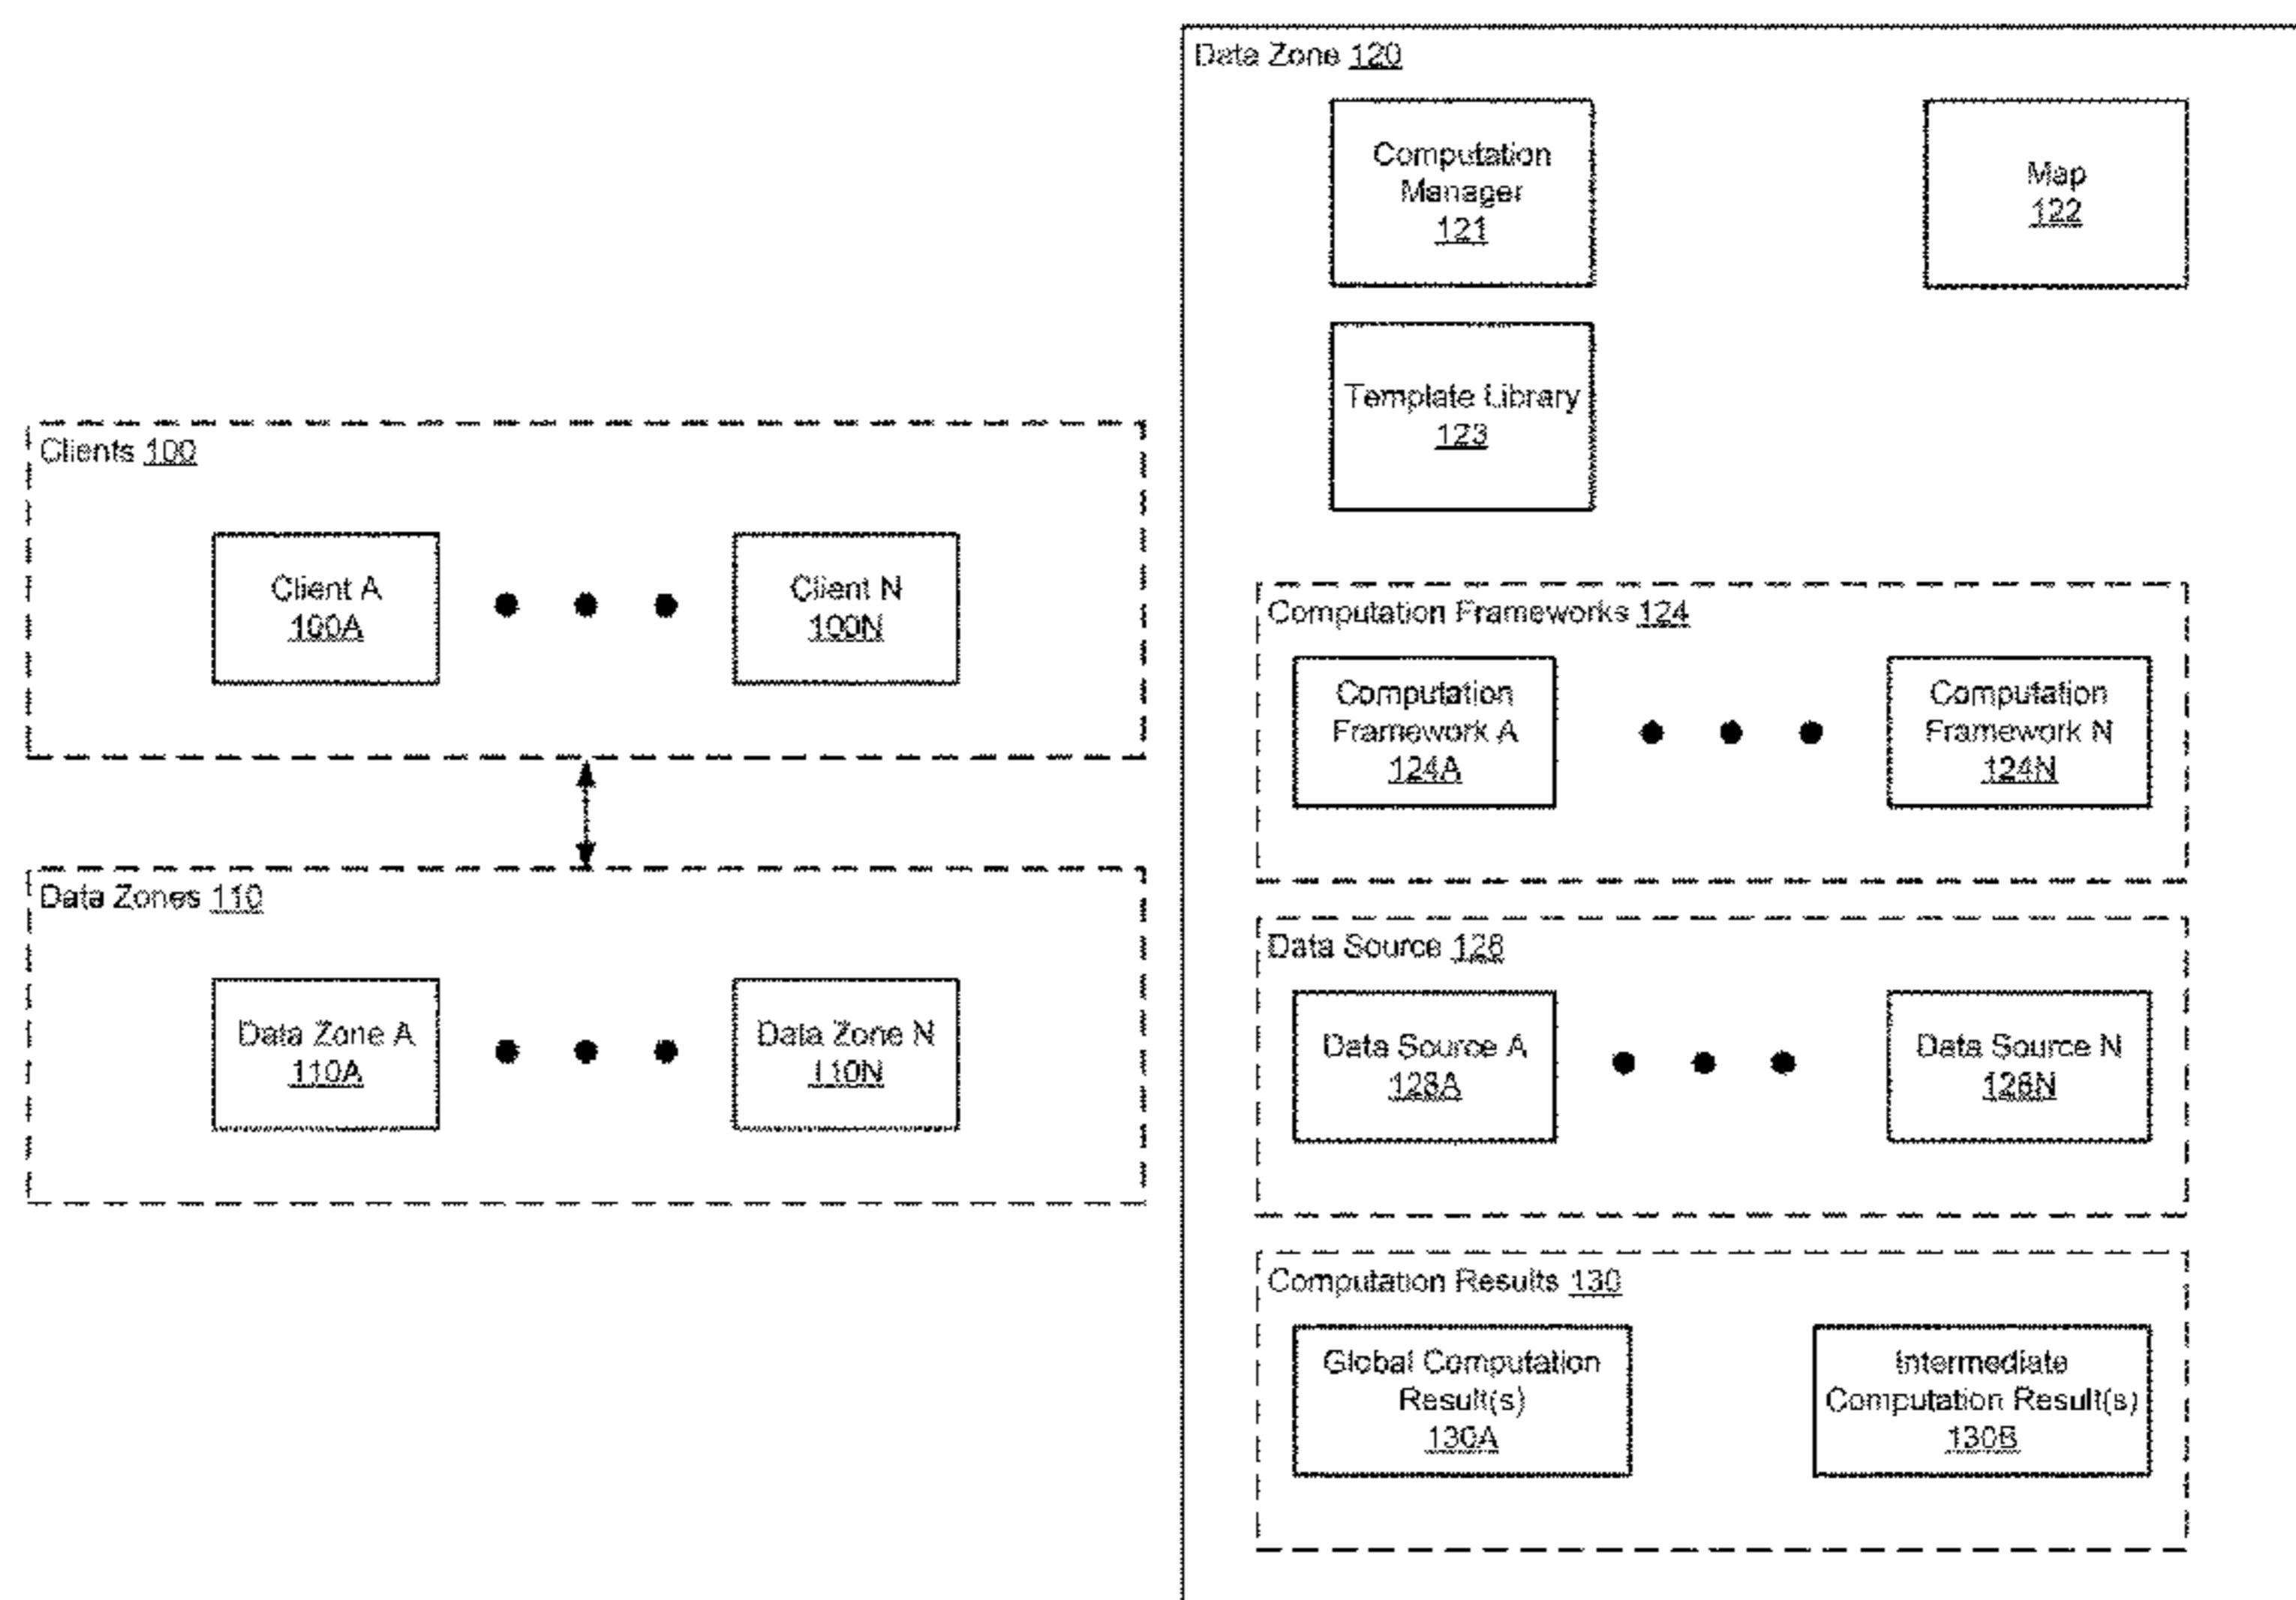 Clients 100
Client A
100A
Client N
100N
Data Zones 110
Data Zone A
110A
Data Zone N
110N
Data Zone 120
Computation
Manager
121
Map
122
Template Library
123
Computation Frameworks 124
Computation
Framework A
124A
Computation
Framework N
124N
Data Source 128
Data Source A
128A
Data Source N
128N
Computation Results 130
Global Computation
Result(s)
130A
Intermediate
Computation Result(s)
130B